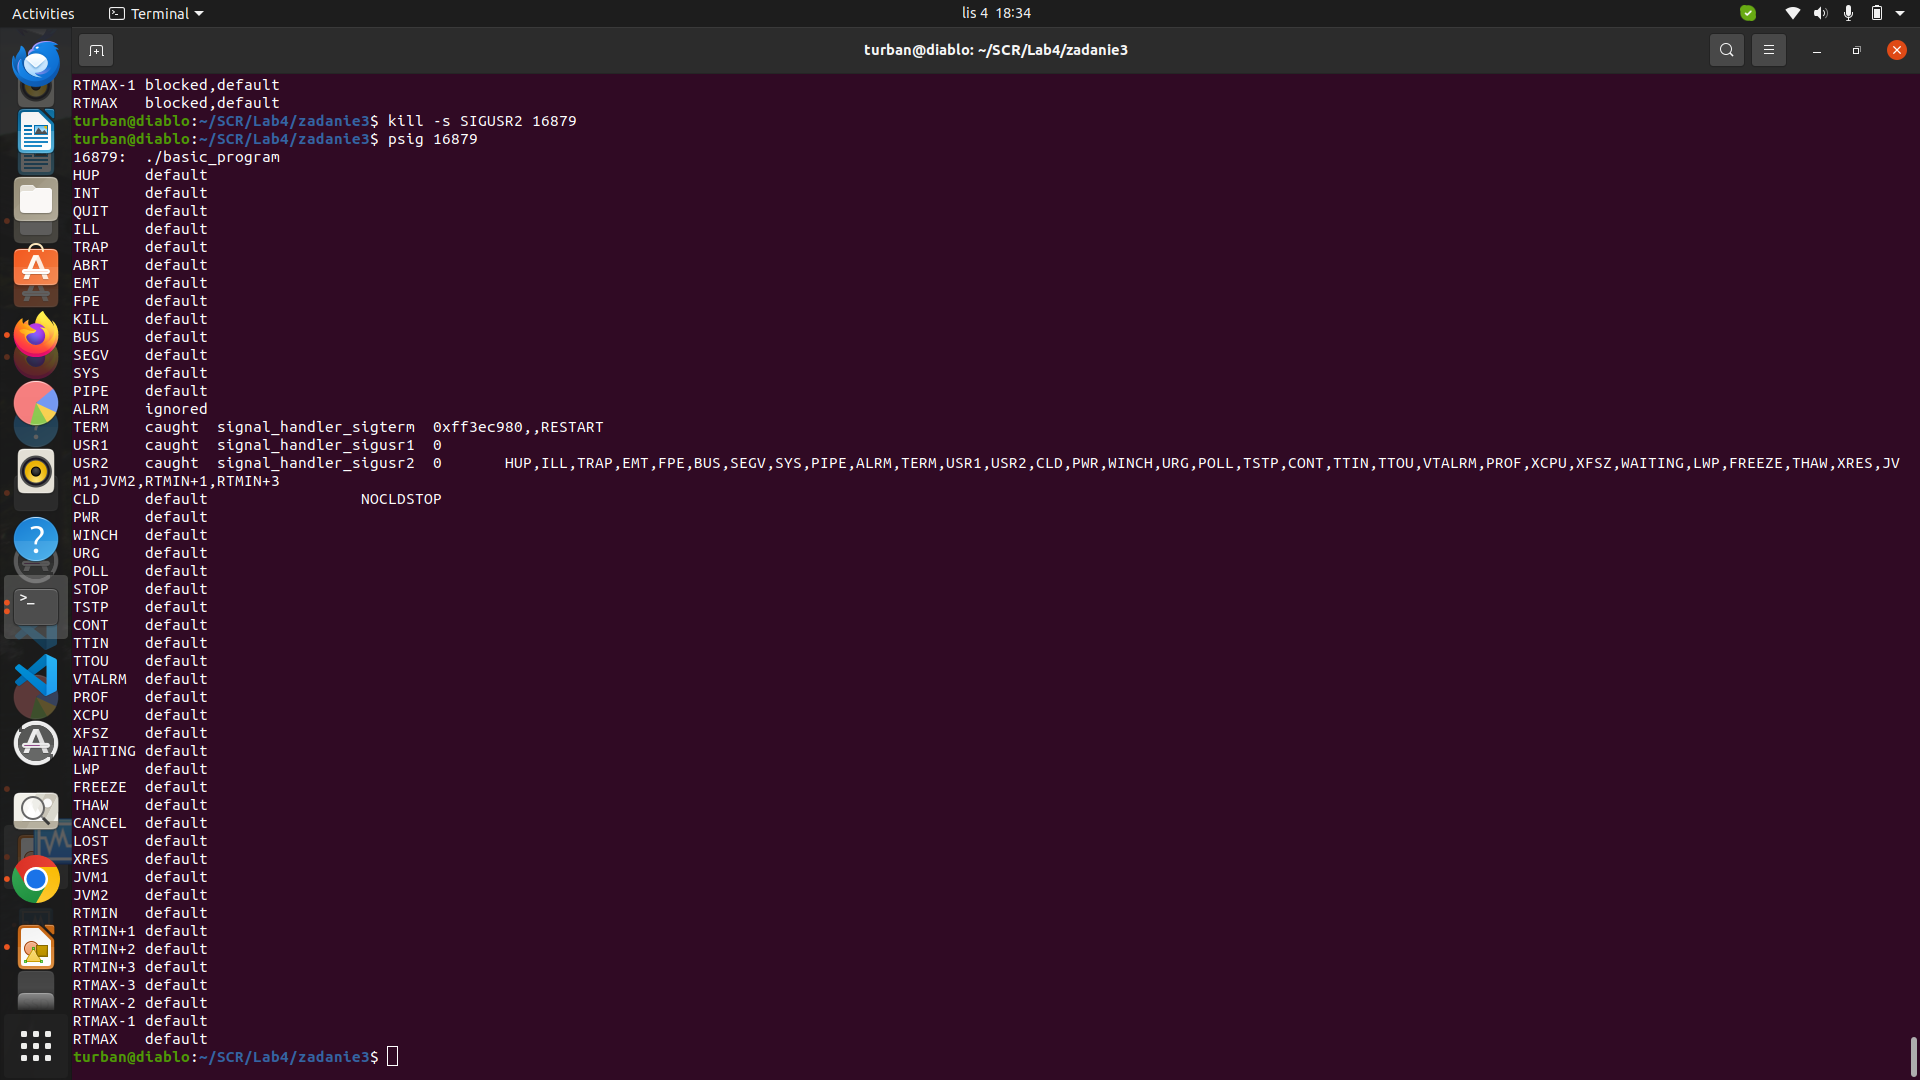 Activities
Terminal
lis 4 18:34
turban@diablo: ~/SCR/Lab4/zadanie3
RTMAX-1 blocked,default
RTMAX   blocked,default
turban@diablo:~/SCR/Lab4/zadanie3$ kill -s SIGUSR2 16879
turban@diablo:~/SCR/Lab4/zadanie3$ psig 16879
16879:  ./basic_program
HUP     default
INT     default
QUIT    default
ILL     default
TRAP    default
ABRT    default
EMT     default
FPE     default
KILL    default
BUS     default
SEGV    default
SYS     default
PIPE    default
ALRM    ignored
TERM    caught  signal_handler_sigterm  0xff3ec980,,RESTART
USR1    caught  signal_handler_sigusr1  0
USR2    caught  signal_handler_sigusr2  0       HUP,ILL,TRAP,EMT,FPE,BUS,SEGV,SYS,PIPE,ALRM,TERM,USR1,USR2,CLD,PWR,WINCH,URG,POLL,TSTP,CONT,TTIN,TTOU,VTALRM,PROF,XCPU,XFSZ,WAITING,LWP,FREEZE,THAW,XRES,JV
M1,JVM2,RTMIN+1,RTMIN+3
CLD     default                 NOCLDSTOP
PWR     default
WINCH   default
URG     default
POLL    default
STOP    default
TSTP    default
CONT    default
TTIN    default
TTOU    default
VTALRM  default
PROF    default
XCPU    default
XFSZ    default
WAITING default
LWP     default
FREEZE  default
THAW    default
CANCEL  default
LOST    default
XRES    default
JVM1    default
JVM2    default
RTMIN   default
RTMIN+1 default
RTMIN+2 default
RTMIN+3 default
RTMAX-3 default
RTMAX-2 default
RTMAX-1 default
RTMAX   default
turban@diablo:~/SCR/Lab4/zadanie3$